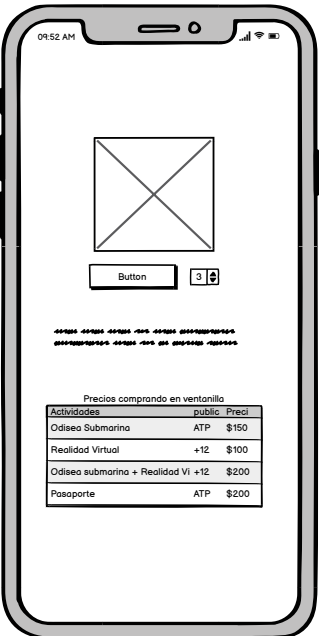 09:52 AM
Button
3
Precios comprando en ventanilla
Actividades public Preci
Odisea Submarina ATP $150
Realidad Virtual +12 $100
Odisea submarina + Realidad Vi +12 $200
Pasaporte ATP $200